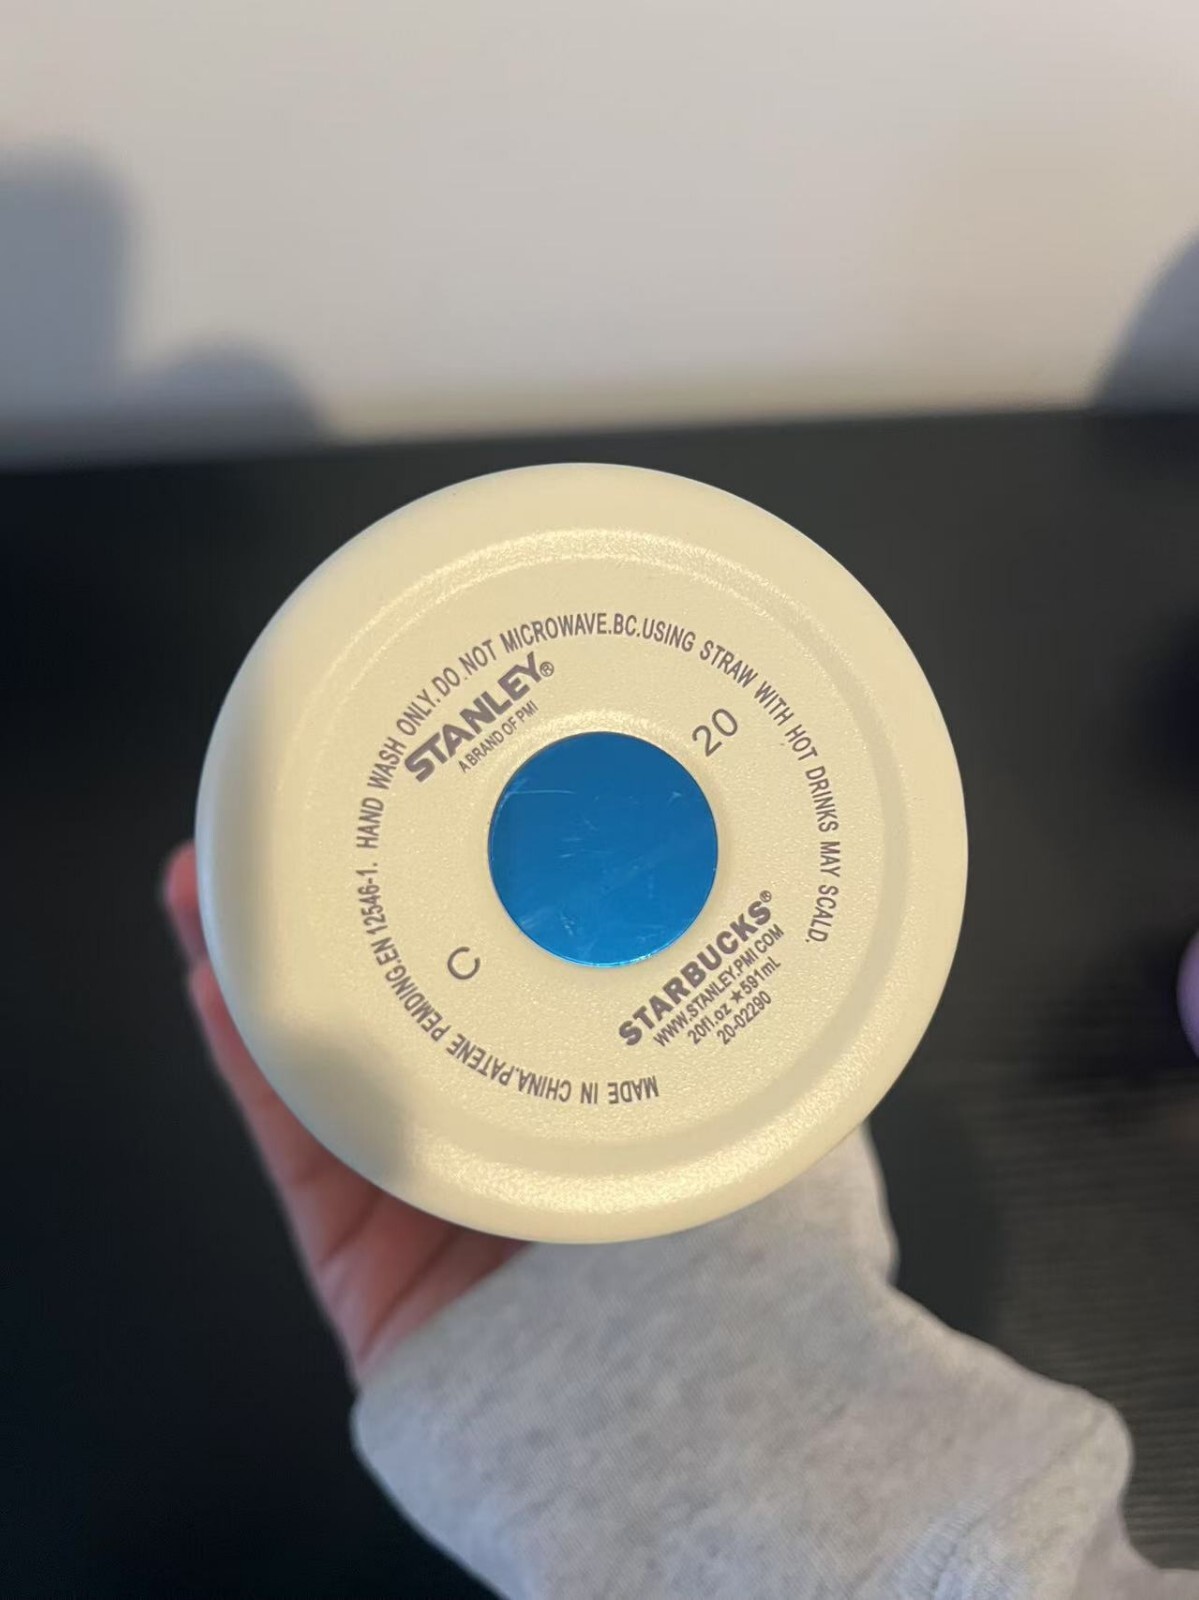 MADE IN CHINA.PATENE PEMDING.EN 12546-1. HAND WASH ONLY. DO NOT MICROWAVE.BC.USING STRAW WITH HOT DRINKS MAY SCALD.
STANLEY®
A BRAND OF PMI
20
C
STARBUCKS®
WWW.STANLEY.PMI.COM
20fl.oz ★591mL
20-02290